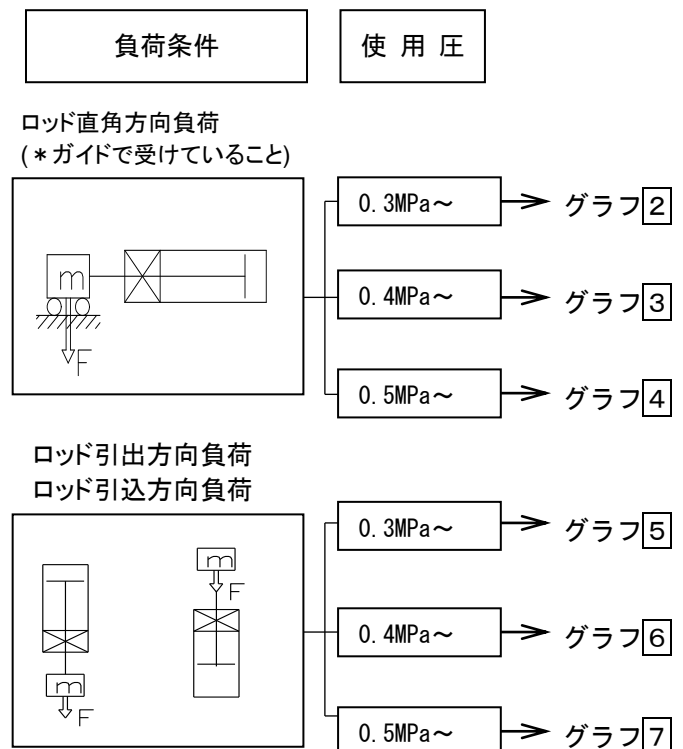 負荷条件
使 用 圧
ロッド直角方向負荷
(＊ガイドで受けていること)
m
F
0.3MPa～
グラフ2
0.4MPa～
グラフ3
0.5MPa～
グラフ4
ロッド引出方向負荷
ロッド引込方向負荷
m
F
m
F
0.3MPa～
グラフ5
0.4MPa～
グラフ6
0.5MPa～
グラフ7